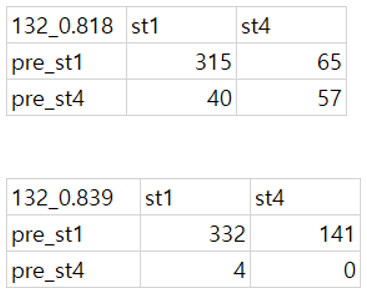 132_0.818 st1 st4
pre_st1 315 65
pre_st4 40 57
132_0.839 st1 st4
pre_st1 332 141
pre_st4 4 0